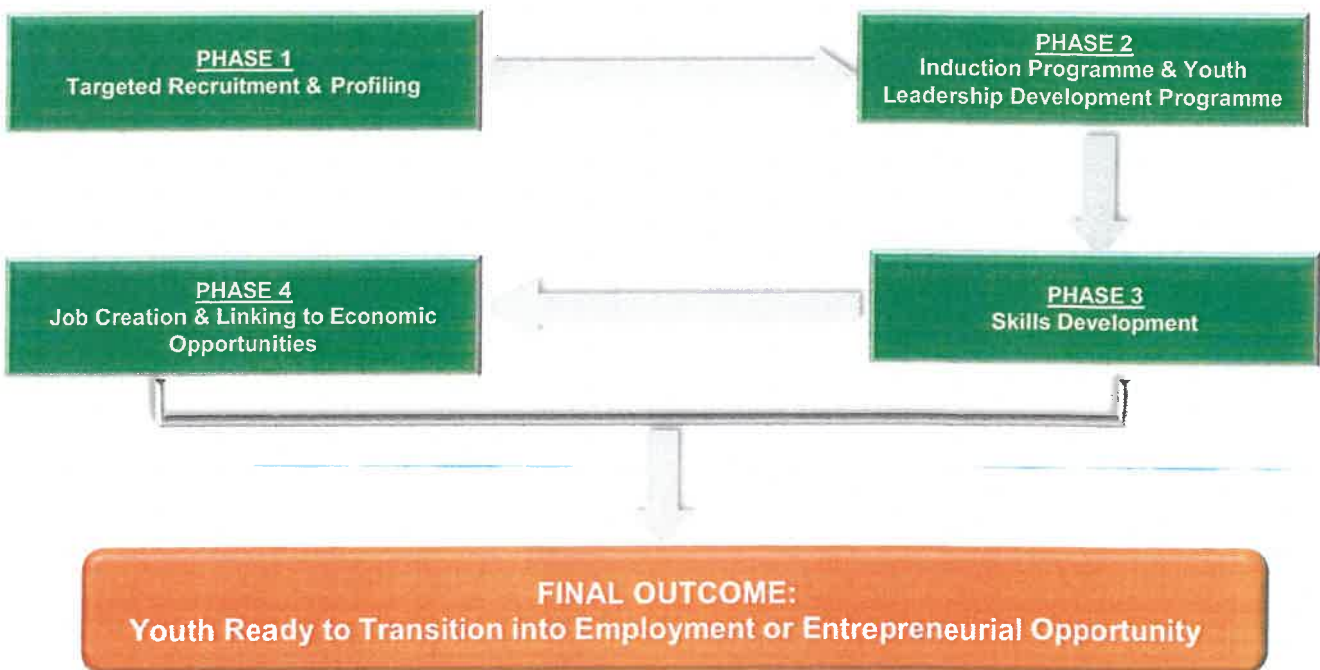 PHASE 1
Targeted Recruitment & Profiling
PHASE 2
Induction Programme & Youth
Leadership Development Programme
PHASE 3
Skills Development
PHASE 4
Job Creation & Linking to Economic
Opportunities
FINAL OUTCOME:
Youth Ready to Transition into Employment or Entrepreneurial Opportunity